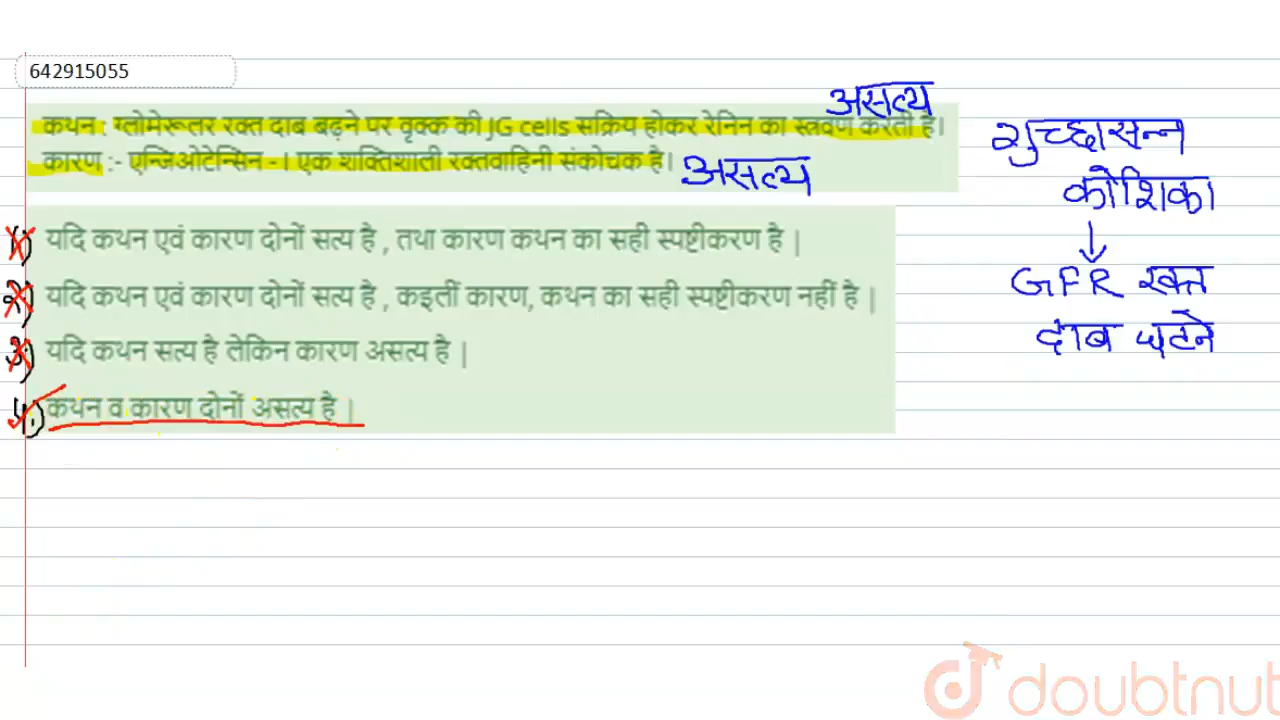 642915055
कथन : ग्लोमेरूलर रक्त दाब बढ़ने पर वृक्क की JG cells सक्रिय होकर रेनिन का स्त्रवण करती है। असत्य
कारण :- एन्जिओटेन्सिन - I एक शक्तिशाली रक्तवाहिनी संकोचक है। असत्य
1) यदि कथन एवं कारण दोनों सत्य है , तथा कारण कथन का सही स्पष्टीकरण है |
2) यदि कथन एवं कारण दोनों सत्य है , कइतीं कारण, कथन का सही स्पष्टीकरण नहीं है |
3) यदि कथन सत्य है लेकिन कारण असत्य है |
4.) कथन व कारण दोनों असत्य है |
गुच्छासन्न
कोशिका
↓
GFR रक्त
दाब घटने
doubtnut